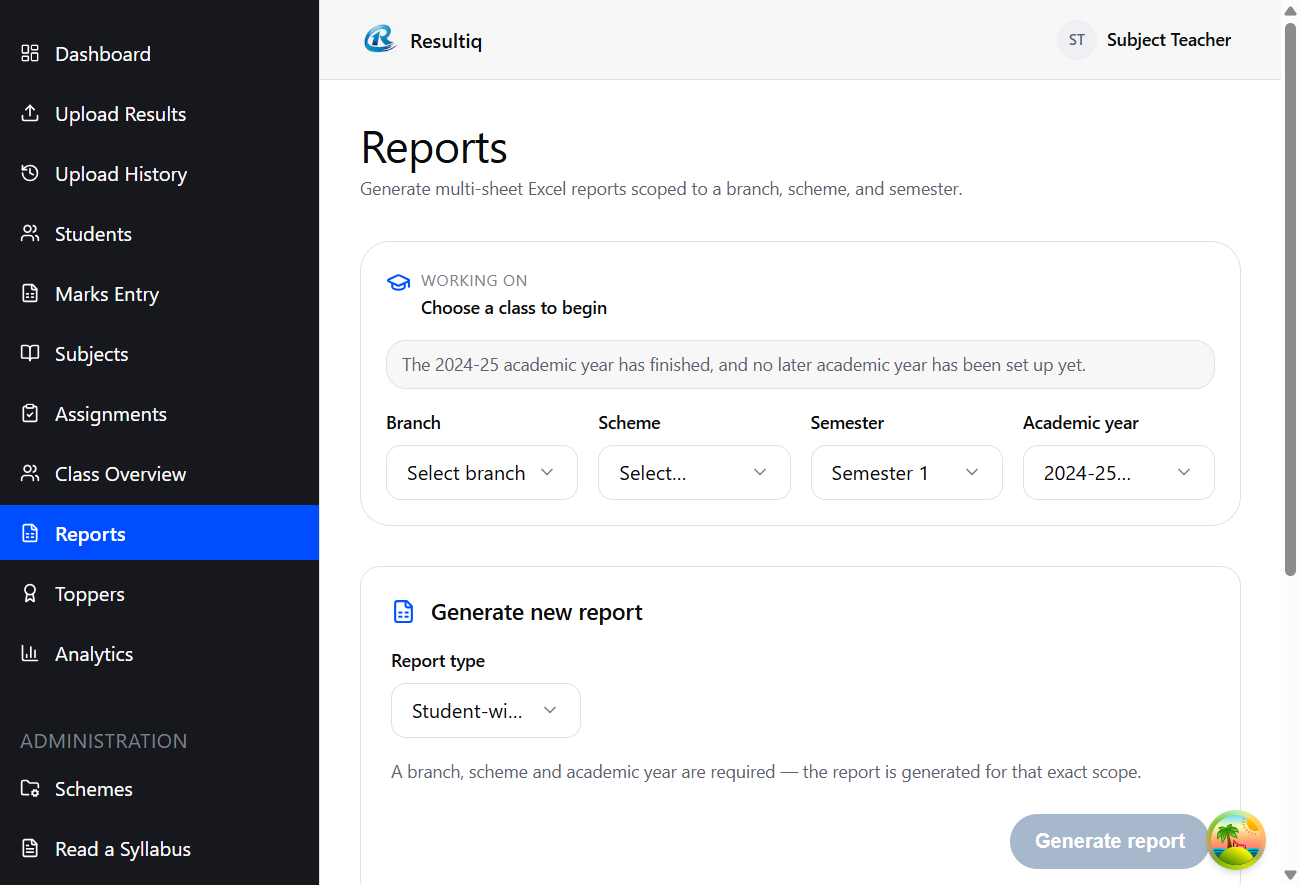 Dashboard
Upload Results
Upload History
Students
Marks Entry
Subjects
Assignments
Class Overview
Reports
Toppers
Analytics
ADMINISTRATION
Schemes
Read a Syllabus
Resultiq
ST Subject Teacher
Reports
Generate multi-sheet Excel reports scoped to a branch, scheme, and semester.
WORKING ON
Choose a class to begin
The 2024-25 academic year has finished, and no later academic year has been set up yet.
Branch Scheme Semester Academic year
Select branch Select... Semester 1 2024-25...
Generate new report
Report type
Student-wi...
A branch, scheme and academic year are required — the report is generated for that exact scope.
Generate report